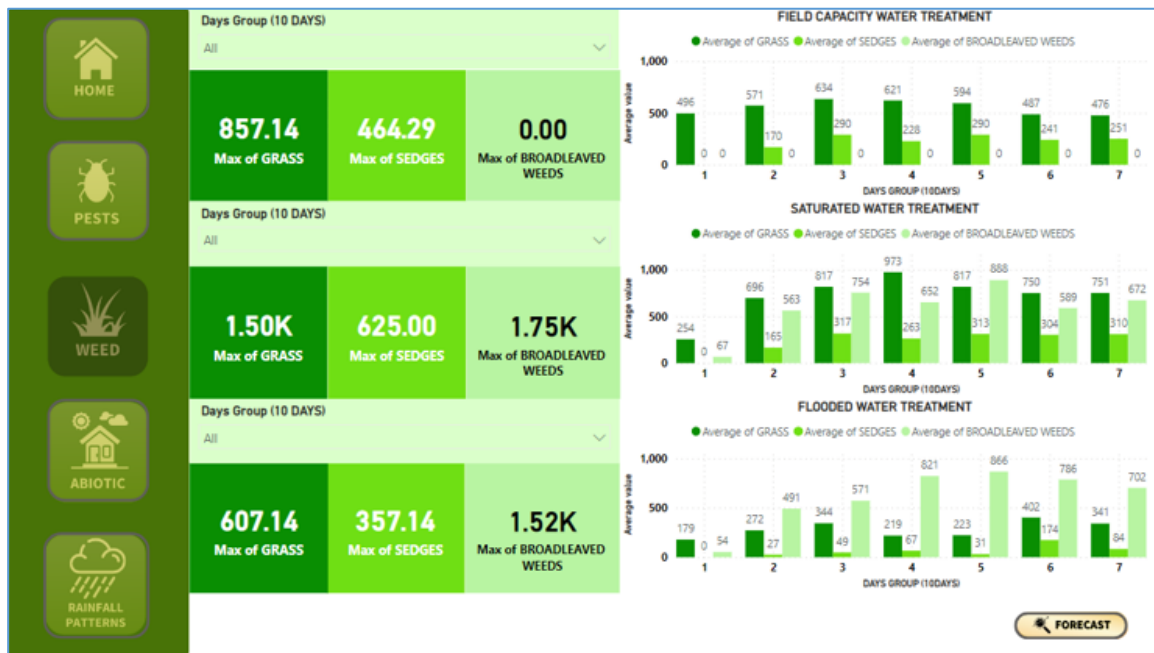 HOME
PESTS
WEED
ABIOTIC
RAINFALL
PATTERNS
Days Group (10 DAYS)
All
857.14
Max of GRASS
464.29
Max of SEDGES
0.00
Max of BROADLEAVED
WEEDS
Days Group (10 DAYS)
All
1.50K
Max of GRASS
625.00
Max of SEDGES
1.75K
Max of BROADLEAVED
WEEDS
Days Group (10 DAYS)
All
607.14
Max of GRASS
357.14
Max of SEDGES
1.52K
Max of BROADLEAVED
WEEDS
FIELD CAPACITY WATER TREATMENT
Average of GRASS Average of SEDGES Average of BROADLEAVED WEEDS
Average value
1,000
500
0
496 0 0
571 170 0
634 290 0
621 228 0
594 290 0
487 241 0
476 251 0
1 2 3 4 5 6 7
DAYS GROUP (10DAYS)
SATURATED WATER TREATMENT
Average of GRASS Average of SEDGES Average of BROADLEAVED WEEDS
Average value
1,000
500
0
254 0 67
696 165 563
817 317 754
973 263 652
817 313 888
750 304 589
751 310 672
1 2 3 4 5 6 7
DAYS GROUP (10DAYS)
FLOODED WATER TREATMENT
Average of GRASS Average of SEDGES Average of BROADLEAVED WEEDS
Average value
1,000
500
0
179 0 54
272 27 491
344 49 571
219 67 821
223 31 866
402 174 786
341 84 702
1 2 3 4 5 6 7
DAYS GROUP (10DAYS)
FORECAST